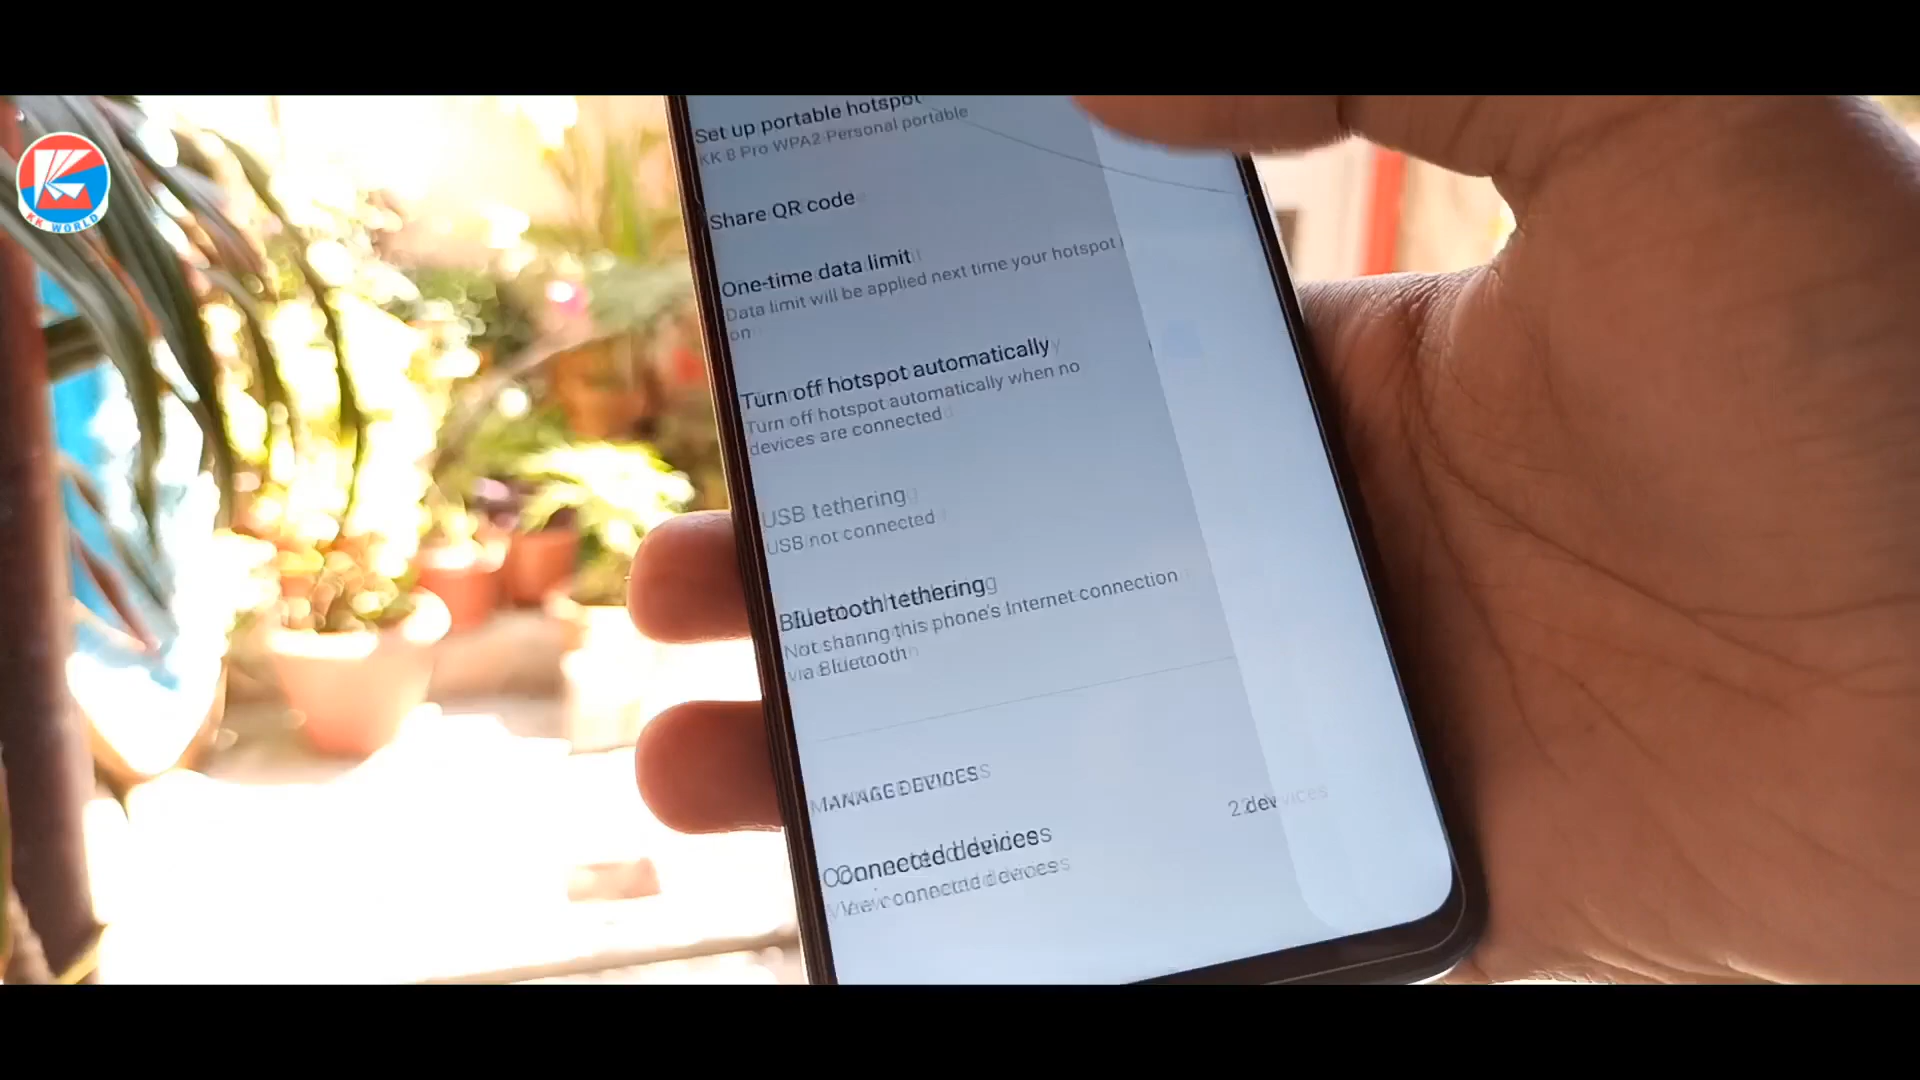 KK WORLD
Set up portable hotspot
KK 8 Pro WPA2-Personal portable
Share QR code
One-time data limit
Data limit will be applied next time your hotspot
on
Turn off hotspot automatically
Turn off hotspot automatically when no
devices are connected
USB tethering
USB not connected
Bluetooth tethering
Not sharing this phone's Internet connection
via Bluetooth
MANAGE DEVICES
Connected devices
2 devices
View connected devices